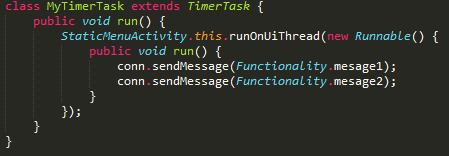 class MyTimerTask extends TimerTask {
    public void run() {
        StaticMenuActivity.this.runOnUiThread(new Runnable() {
            public void run() {
                conn.sendMessage(Functionality.mesage1);
                conn.sendMessage(Functionality.mesage2);
            }
        });
    }
}